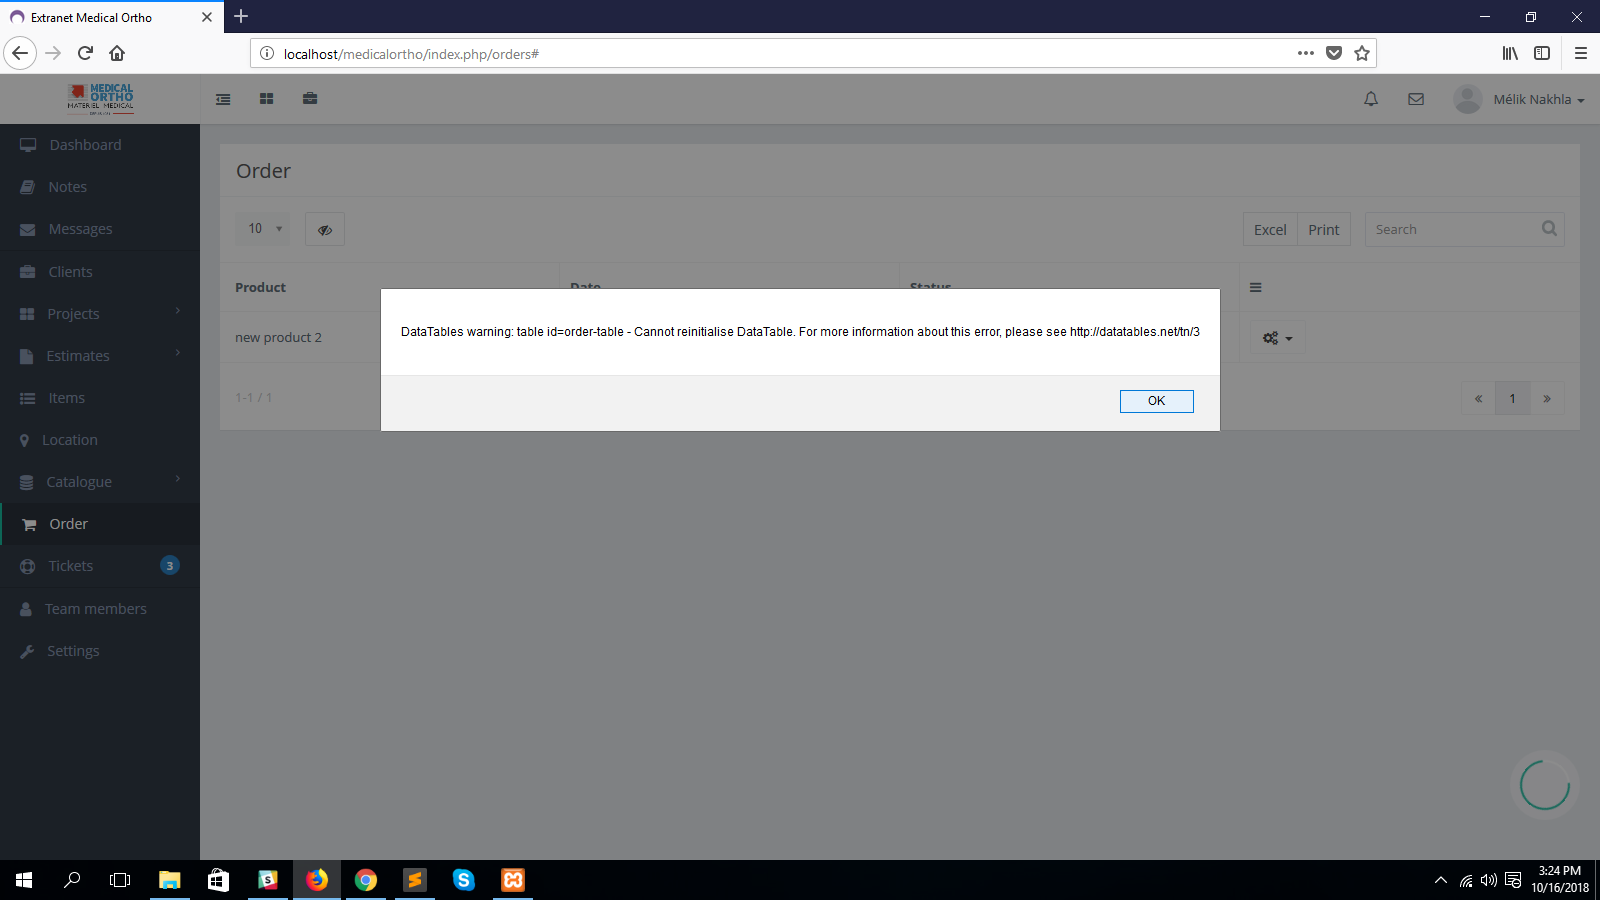 Extranet Medical Ortho
localhost/medicalortho/index.php/orders#
MEDICAL
ORTHO
MATERIEL MEDICAL
Mélik Nakhla
Dashboard
Notes
Messages
Clients
Projects
Estimates
Items
Location
Catalogue
Order
Tickets 3
Team members
Settings
Order
10
Excel Print Search
Product Date Status
new product 2
1-1 / 1
« 1 »
DataTables warning: table id=order-table - Cannot reinitialise DataTable. For more information about this error, please see http://datatables.net/tn/3
OK
3:24 PM
10/16/2018